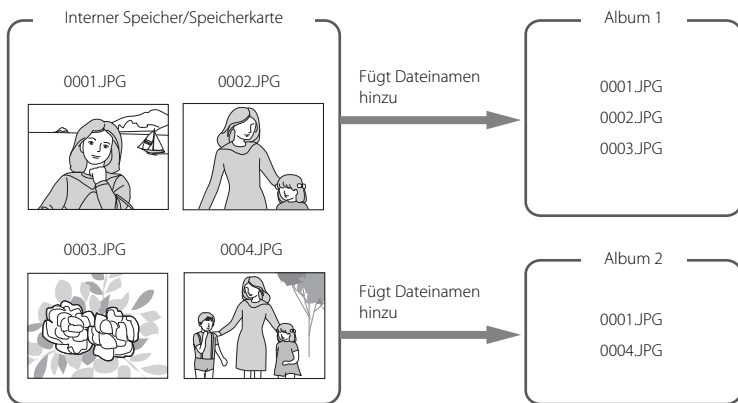 Interner Speicher/Speicherkarte
0001.JPG
0002.JPG
0003.JPG
0004.JPG
Fügt Dateinamen
hinzu
Album 1
0001.JPG
0002.JPG
0003.JPG
Fügt Dateinamen
hinzu
Album 2
0001.JPG
0004.JPG